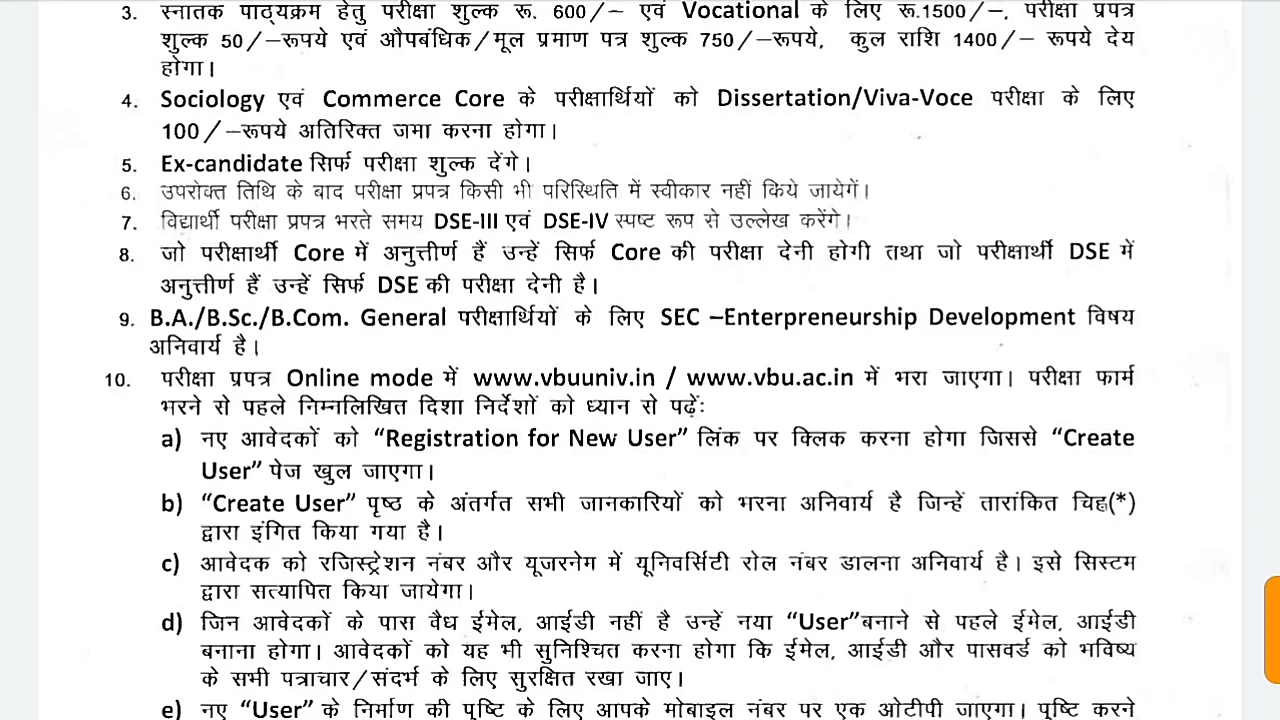 3. स्नातक पाठ्यक्रम हेतु परीक्षा शुल्क रू. 600/– एवं Vocational के लिए रू.1500/–, परीक्षा प्रपत्र
शुल्क 50/–रूपये एवं औपबंधिक/मूल प्रमाण पत्र शुल्क 750/–रूपये, कुल राशि 1400/– रूपये देय
होगा।
4. Sociology एवं Commerce Core के परीक्षार्थियों को Dissertation/Viva-Voce परीक्षा के लिए
100/–रूपये अतिरिक्त जमा करना होगा।
5. Ex-candidate सिर्फ परीक्षा शुल्क देंगे।
6. उपरोक्त तिथि के बाद परीक्षा प्रपत्र किसी भी परिस्थिति में स्वीकार नहीं किये जायेगें।
7. विद्यार्थी परीक्षा प्रपत्र भरते समय DSE-III एवं DSE-IV स्पष्ट रूप से उल्लेख करेंगे।
8. जो परीक्षार्थी Core में अनुत्तीर्ण हैं उन्हें सिर्फ Core की परीक्षा देनी होगी तथा जो परीक्षार्थी DSE में
अनुत्तीर्ण हैं उन्हें सिर्फ DSE की परीक्षा देनी है।
9. B.A./B.Sc./B.Com. General परीक्षार्थियों के लिए SEC –Enterpreneurship Development विषय
अनिवार्य है।
10. परीक्षा प्रपत्र Online mode में www.vbuuniv.in / www.vbu.ac.in में भरा जाएगा। परीक्षा फार्म
भरने से पहले निम्नलिखित दिशा निर्देशों को ध्यान से पढ़ेंः
a) नए आवेदकों को “Registration for New User” लिंक पर क्लिक करना होगा जिससे “Create
User” पेज खुल जाएगा।
b) “Create User” पृष्ठ के अंतर्गत सभी जानकारियों को भरना अनिवार्य है जिन्हें तारांकित चिह्न(*)
द्वारा इंगित किया गया है।
c) आवेदक को रजिस्ट्रेशन नंबर और यूजरनेम में यूनिवर्सिटी रोल नंबर डालना अनिवार्य है। इसे सिस्टम
द्वारा सत्यापित किया जायेगा।
d) जिन आवेदकों के पास वैध ईमेल, आईडी नहीं है उन्हें नया “User”बनाने से पहले ईमेल, आईडी
बनाना होगा। आवेदकों को यह भी सुनिश्चित करना होगा कि ईमेल, आईडी और पासवर्ड को भविष्य
के सभी पत्राचार/संदर्भ के लिए सुरक्षित रखा जाए।
e) नए “User” के निर्माण की पुष्टि के लिए आपके मोबाइल नंबर पर एक ओटीपी जाएगा। पुष्टि करने